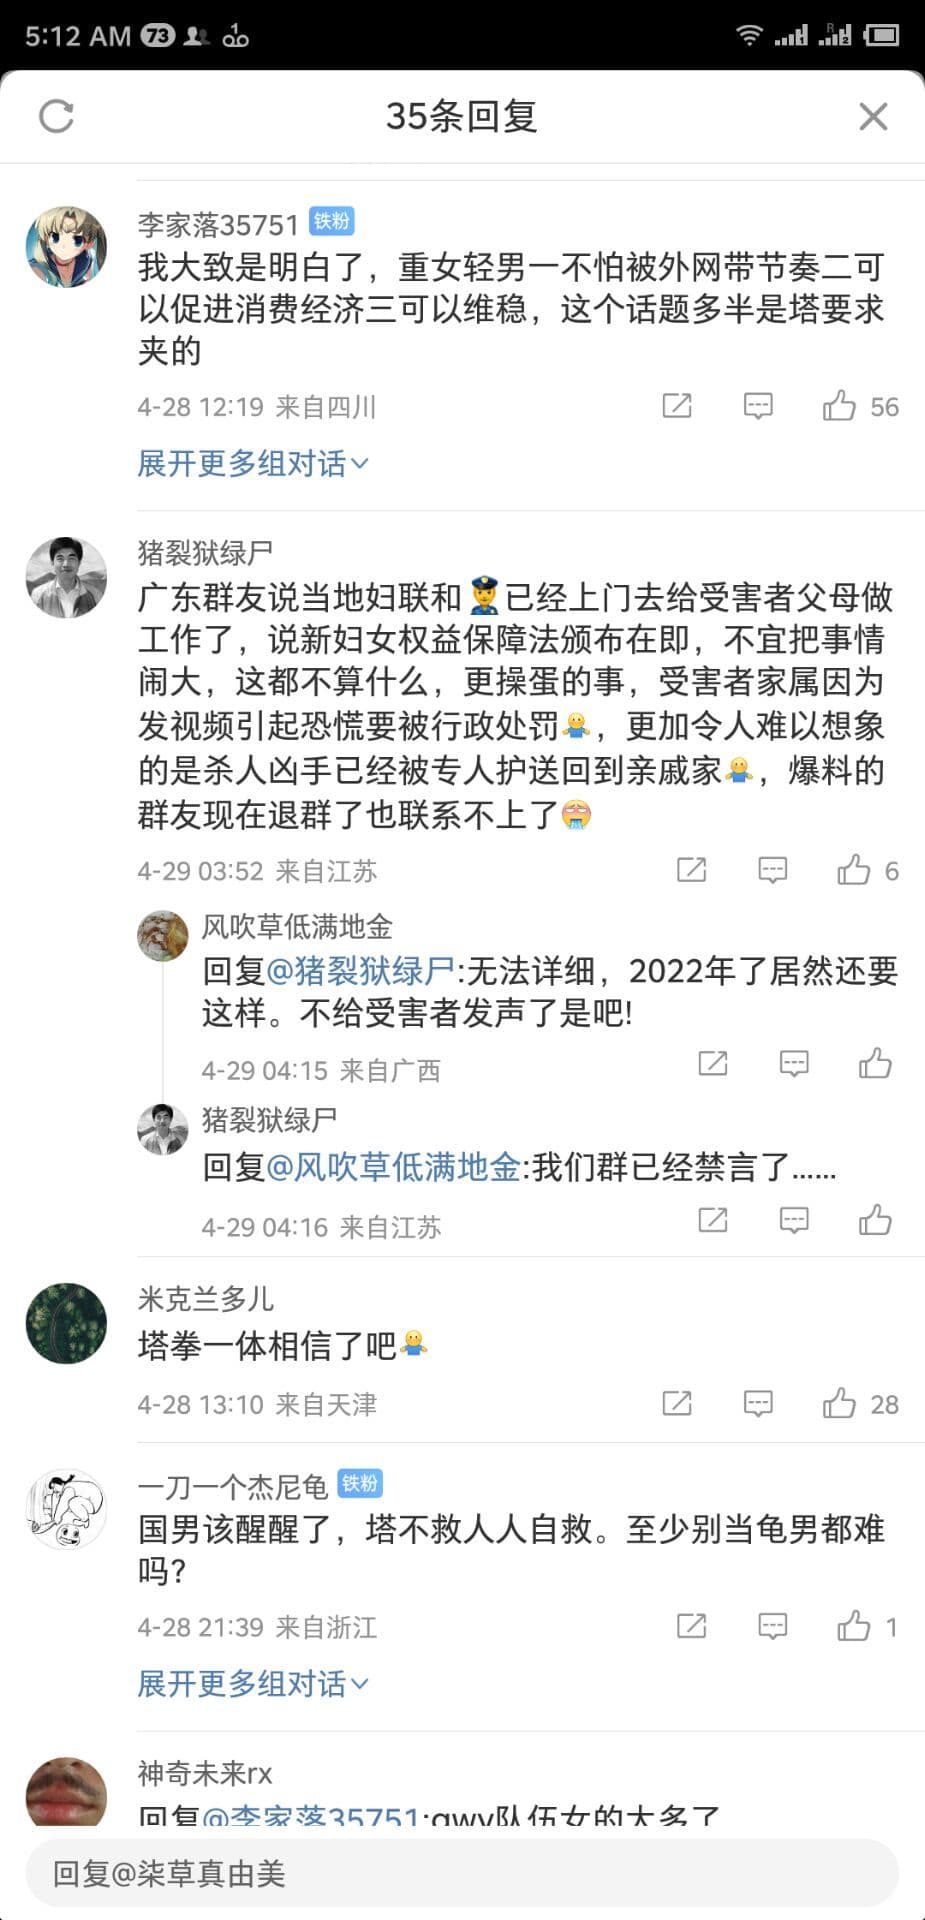 5:12 AM 73
R
1
2
35条回复
李家落35751 铁粉
我大致是明白了，重女轻男一不怕被外网带节奏二可
以促进消费经济三可以维稳，这个话题多半是塔要求
夹的
4-28 12:19 来自四川
56
展开更多组对话
猪裂狱绿尸
广东群友说当地妇联和👮已经上门去给受害者父母做
工作了，说新妇女权益保障法颁布在即，不宜把事情
闹大，这都不算什么，更操蛋的事，受害者家属因为
发视频引起恐慌要被行政处罚🤷，更加令人难以想象
的是杀人凶手已经被专人护送回到亲戚家🤷，爆料的
群友现在退群了也联系不上了😭
4-29 03:52 来自江苏
6
风吹草低满地金
回复@猪裂狱绿尸:无法详细，2022年了居然还要
这样。不给受害者发声了是吧!
4-29 04:15 来自广西
猪裂狱绿尸
回复@风吹草低满地金:我们群已经禁言了......
4-29 04:16 来自江苏
米克兰多儿
塔拳一体相信了吧🤷
4-28 13:10 来自天津
28
一刀一个杰尼龟 铁粉
国男该醒醒了，塔不救人人自救。至少别当龟男都难
吗?
4-28 21:39 来自浙江
1
展开更多组对话
神奇未来rx
回复@李家落35751:gwy队伍女的太多了
回复@柒草真由美